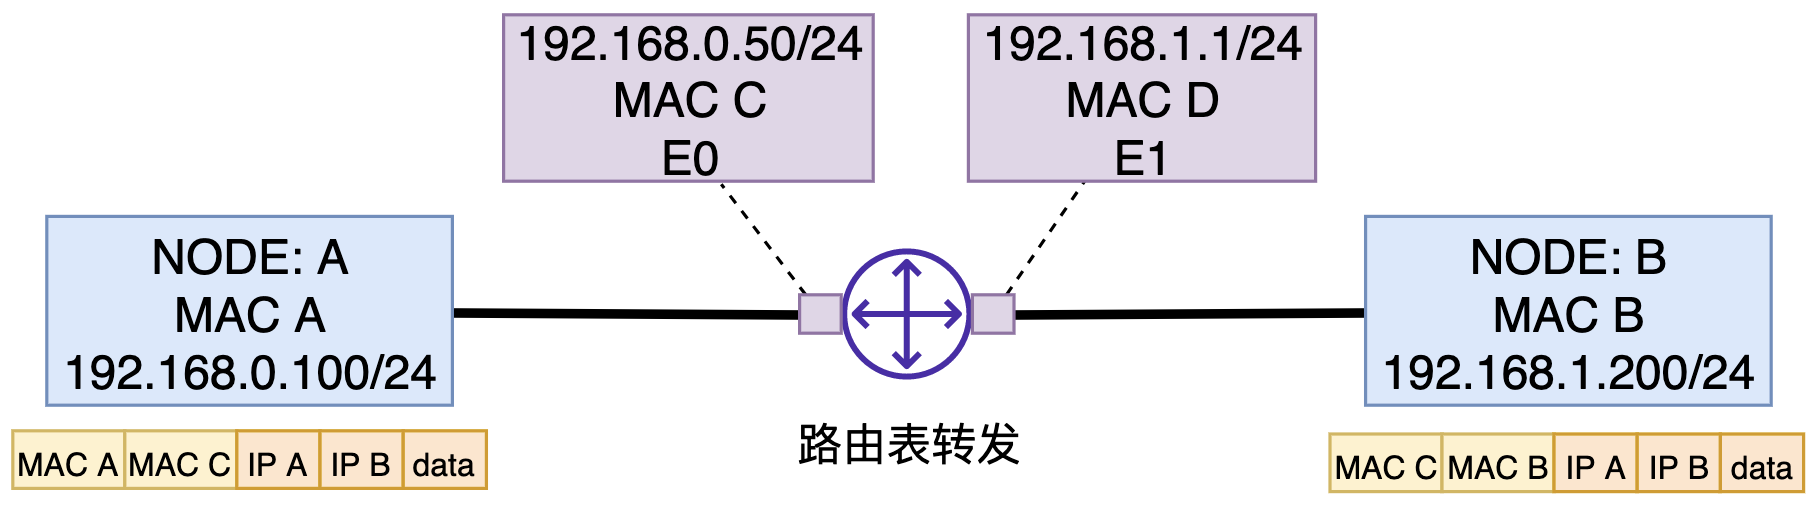 192.168.0.50/24
MAC C
E0
192.168.1.1/24
MAC D
E1
NODE: A
MAC A
192.168.0.100/24
NODE: B
MAC B
192.168.1.200/24
路由表转发
MAC A MAC C IP A IP B data
MAC C MAC B IP A IP B data